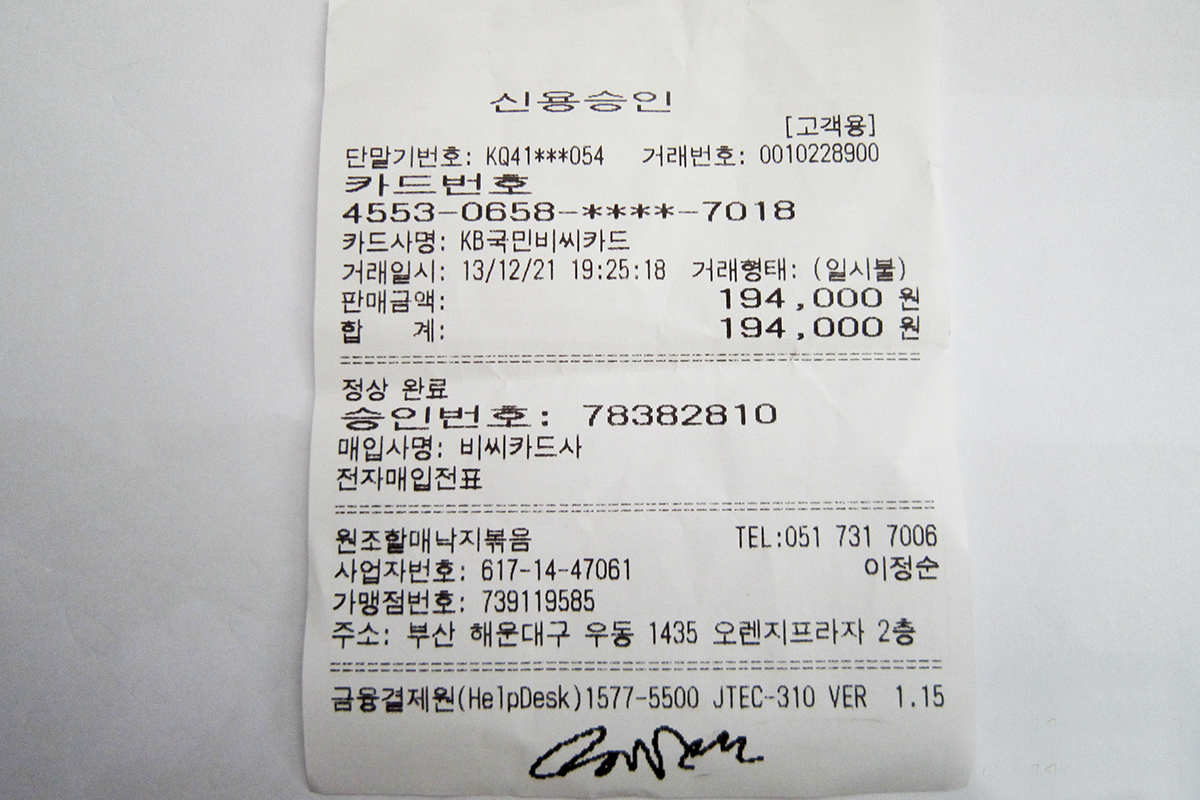 신용승인
[고객용]
단말기번호: KQ41***054 거래번호: 0010228900
카드번호
4553-0658-****-7018
카드사명: KB국민비씨카드
거래일시: 13/12/21 19:25:18 거래형태: (일시불)
판매금액: 194,000 원
합 계: 194,000 원
정상 완료
승인번호: 78382810
매입사명: 비씨카드사
전자매입전표
원조할매낙지볶음 TEL:051 731 7006
사업자번호: 617-14-47061 이정순
가맹점번호: 739119585
주소: 부산 해운대구 우동 1435 오렌지프라자 2층
금융결제원(HelpDesk)1577-5500 JTEC-310 VER 1.15